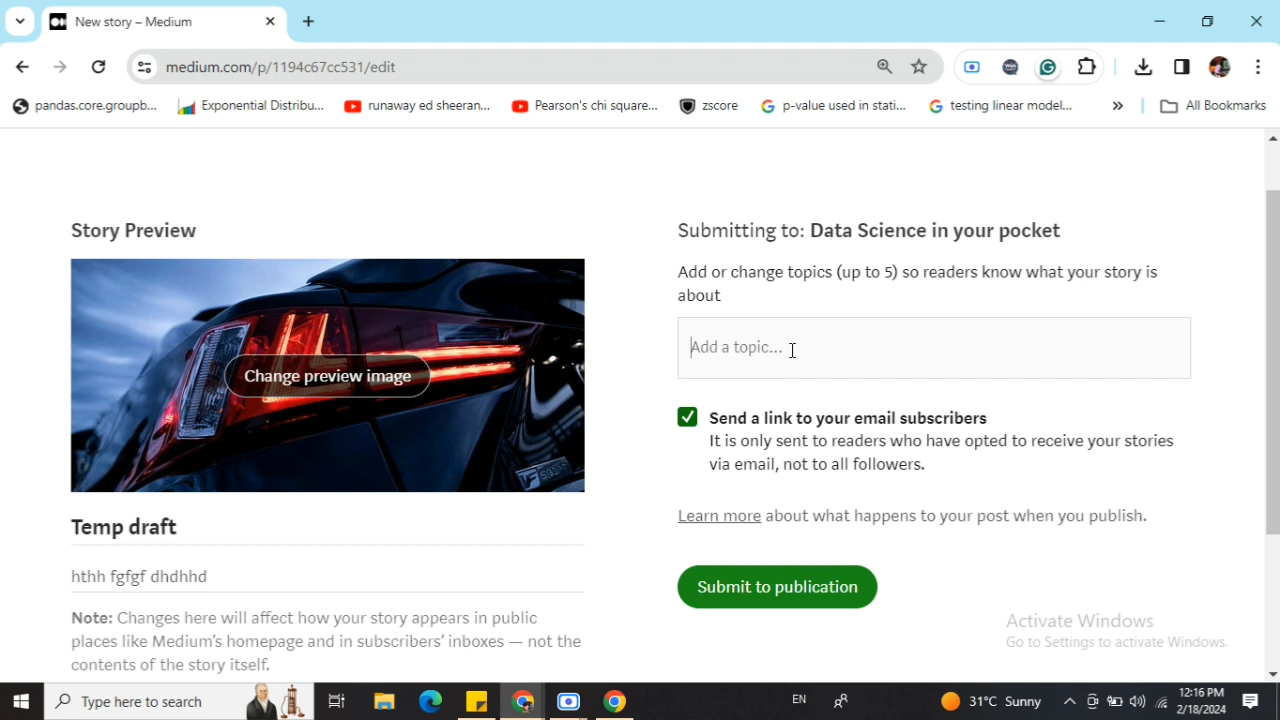 New story – Medium
medium.com/p/1194c67cc531/edit
pandas.core.groupb...
Exponential Distribu...
runaway ed sheeran...
Pearson's chi square...
zscore
p-value used in stati...
testing linear model...
»
All Bookmarks
Story Preview
Change preview image
Temp draft
hthh fgfgf dhdhhd
Note: Changes here will affect how your story appears in public
places like Medium's homepage and in subscribers' inboxes — not the
contents of the story itself.
Submitting to: Data Science in your pocket
Add or change topics (up to 5) so readers know what your story is
about
Add a topic...
Send a link to your email subscribers
It is only sent to readers who have opted to receive your stories
via email, not to all followers.
Learn more about what happens to your post when you publish.
Submit to publication
Activate Windows
Go to Settings to activate Windows.
Type here to search
EN
31°C Sunny
12:16 PM
2/18/2024